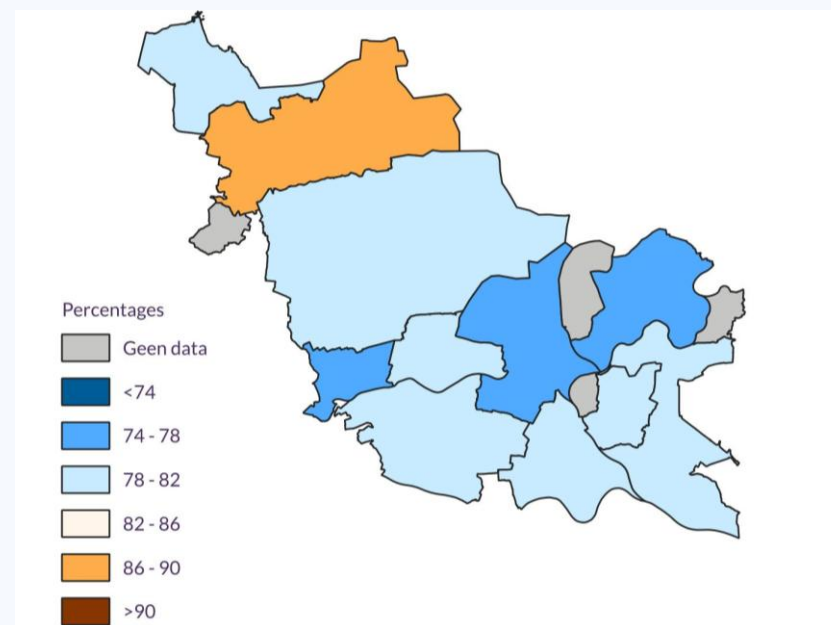 Percentages
Geen data
<74
74 - 78
78 - 82
82 - 86
86 - 90
>90